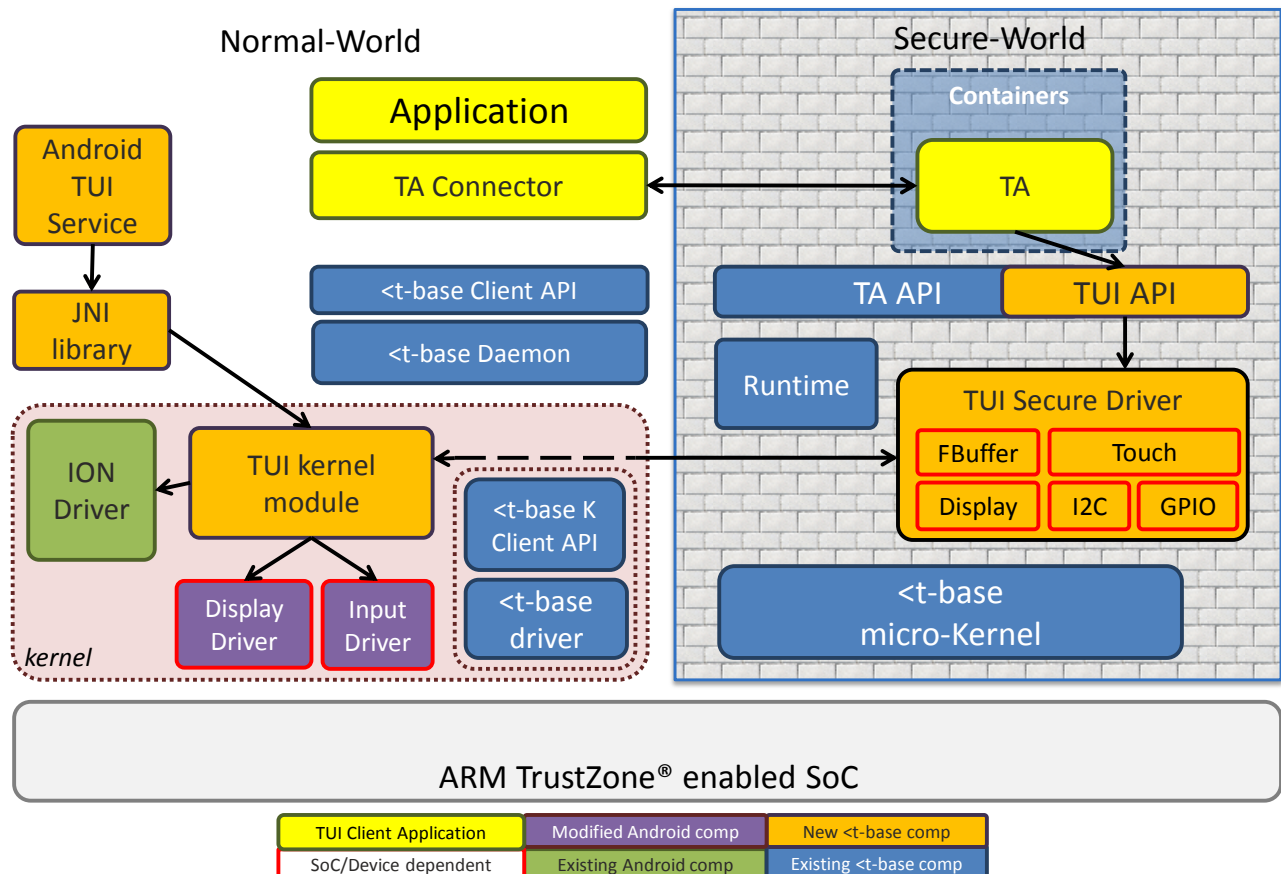 Normal-World
Secure-World
Application
Containers
Android
TUI
Service
TA Connector
TA
<t-base Client API
TA API
TUI API
JNI
library
<t-base Daemon
Runtime
TUI Secure Driver
FBuffer
Touch
Display
I2C
GPIO
ION
Driver
TUI kernel
module
<t-base K
Client API
Display
Driver
Input
Driver
<t-base
driver
<t-base
micro-Kernel
kernel
ARM TrustZone® enabled SoC
TUI Client Application
Modified Android comp
New <t-base comp
SoC/Device dependent
Existing Android comp
Existing <t-base comp